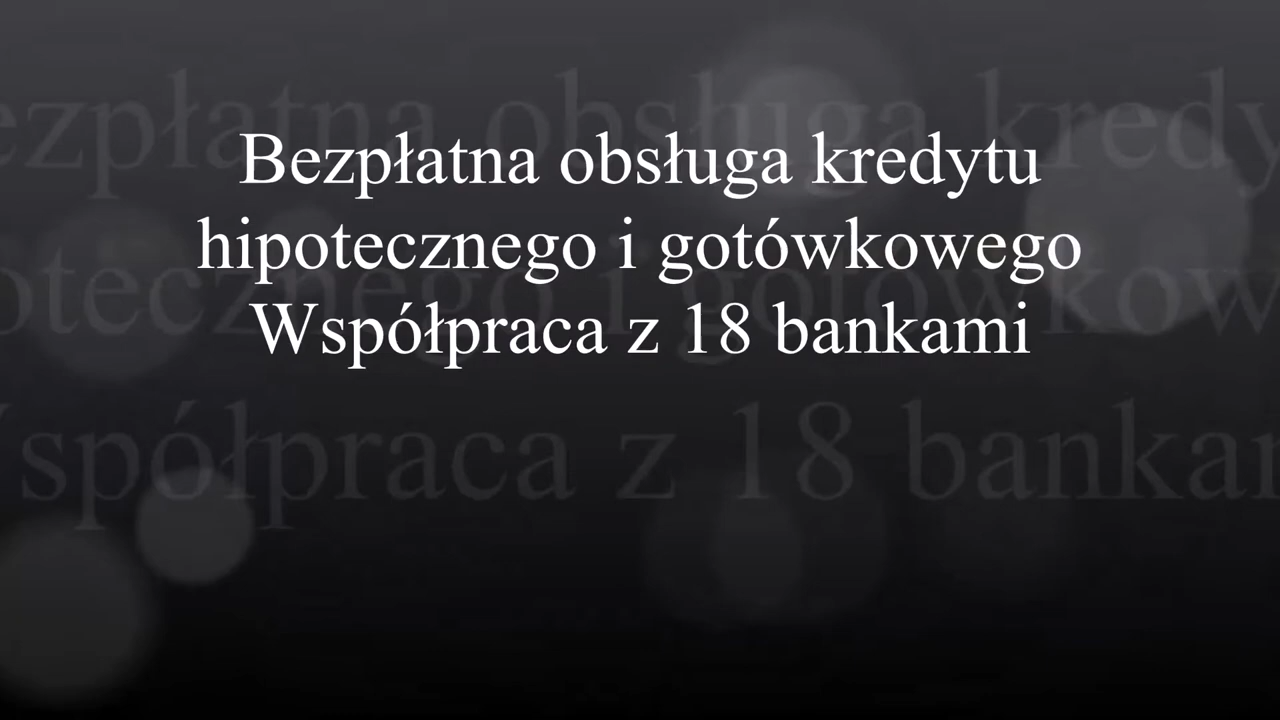 Bezpłatna obsługa kredytu
hipotecznego i gotówkowego
Współpraca z 18 bankami